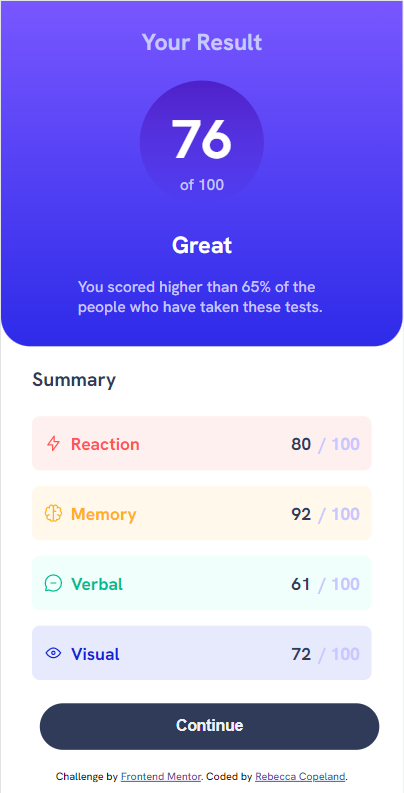 Your Result
76
of 100
Great
You scored higher than 65% of the
people who have taken these tests.
Summary
Reaction 80 / 100
Memory 92 / 100
Verbal 61 / 100
Visual 72 / 100
Continue
Challenge by Frontend Mentor. Coded by Rebecca Copeland.